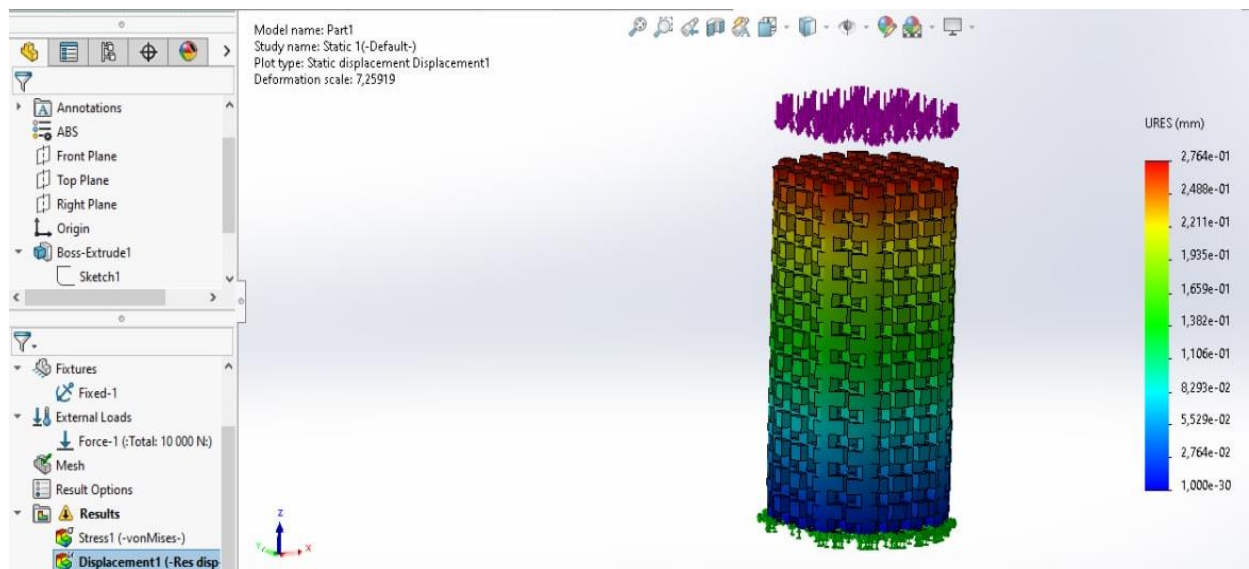 Model name: Part1
Study name: Static 1(-Default-)
Plot type: Static displacement Displacement1
Deformation scale: 7,25919
Annotations
ABS
Front Plane
Top Plane
Right Plane
Origin
Boss-Extrude1
Sketch1
Fixtures
Fixed-1
External Loads
Force-1 (:Total: 10 000 N:)
Mesh
Result Options
Results
Stress1 (-vonMises-)
Displacement1 (-Res disp-
URES (mm)
2,764e-01
2,488e-01
2,211e-01
1,935e-01
1,659e-01
1,382e-01
1,106e-01
8,293e-02
5,529e-02
2,764e-02
1,000e-30
Z
Y
X